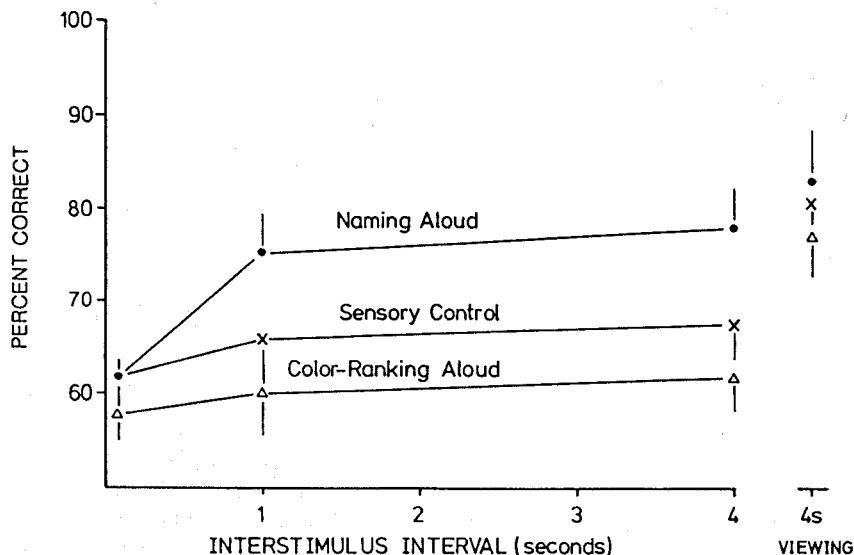 100
90
80
70
60
PERCENT CORRECT
Naming Aloud
Sensory Control
Color-Ranking Aloud
1 2 3 4 4s
INTERSTIMULUS INTERVAL (seconds) VIEWING